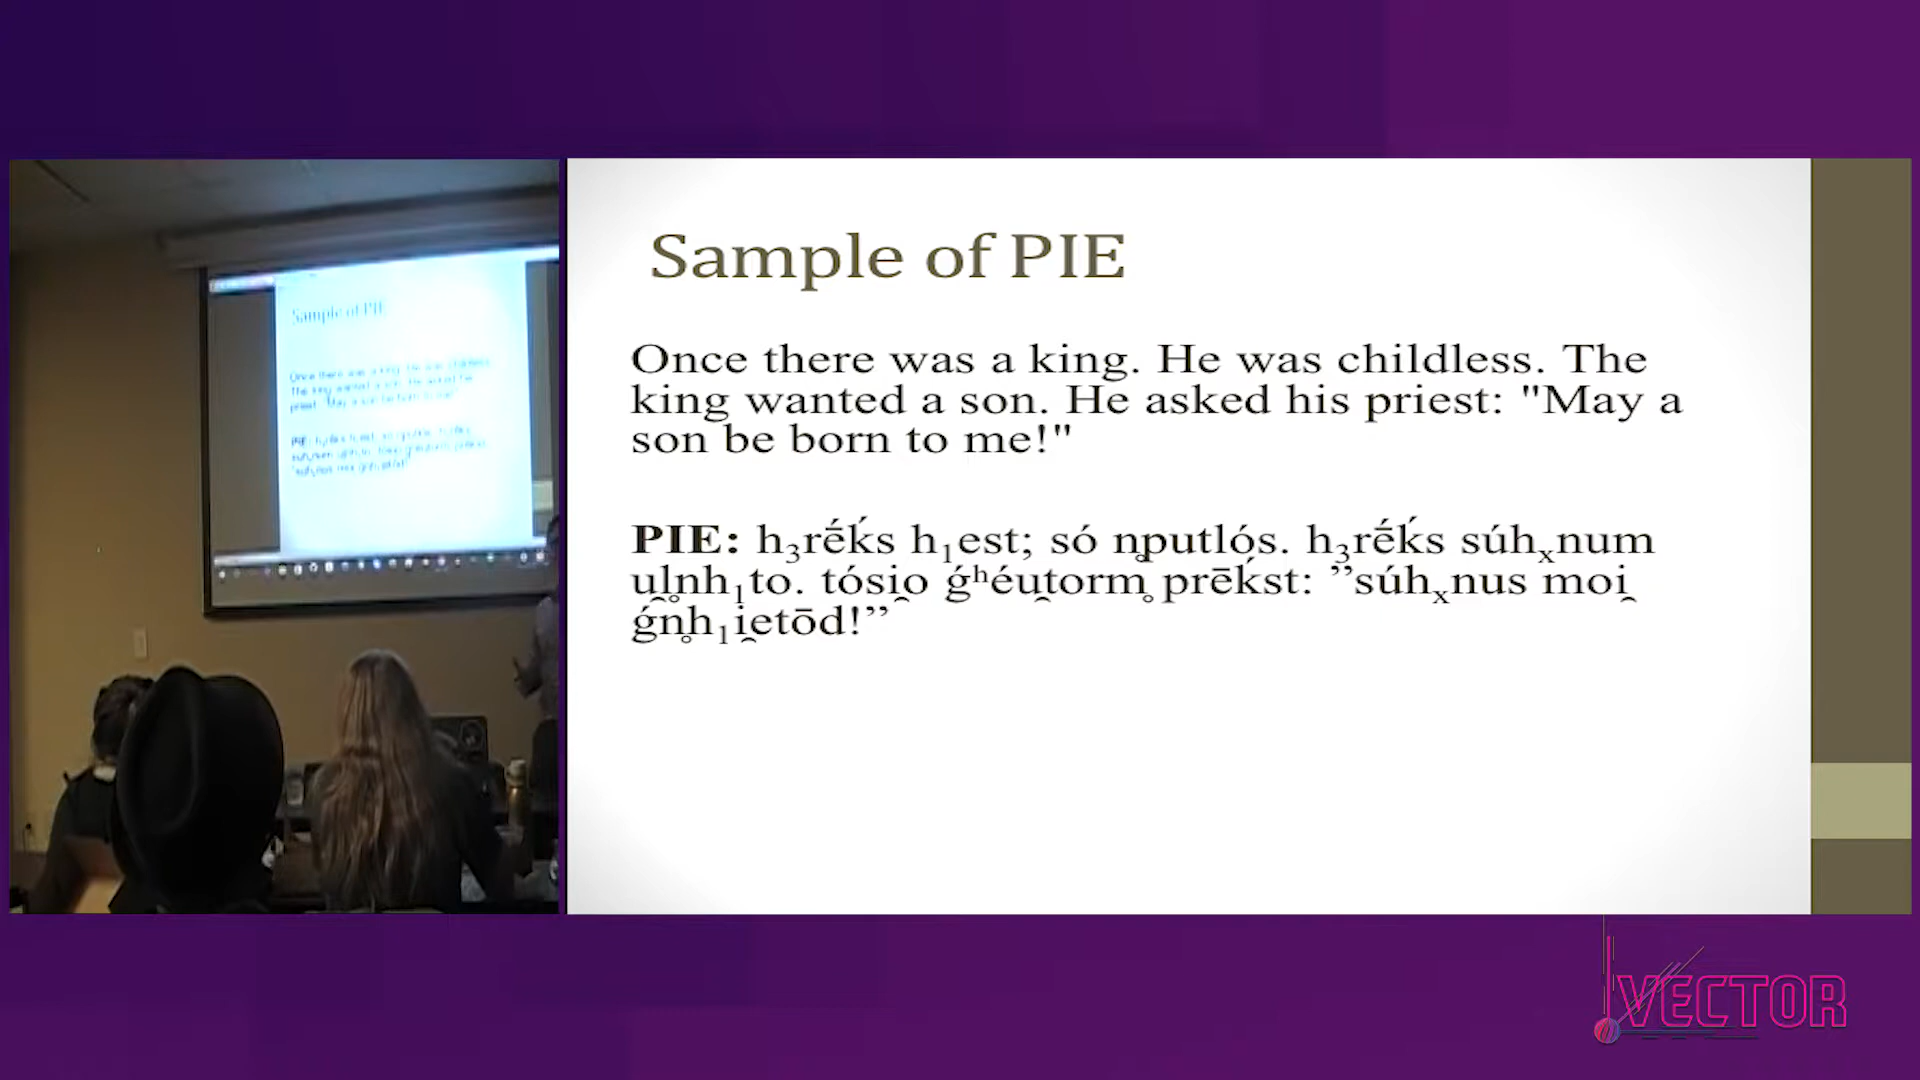 Sample of PIE
Once there was a king. He was childless. The
king wanted a son. He asked his priest: "May a
son be born to me!"
PIE: h₃rḗḱs h₁est; só n̥putlós. h₃rḗḱs súhₓnum
u̯l̥nh₁to. tósi̯o ǵʰéu̯torm̥ prēḱst: ”súhₓnus moi̯
ǵn̥h₁i̯etōd!”
VECTOR